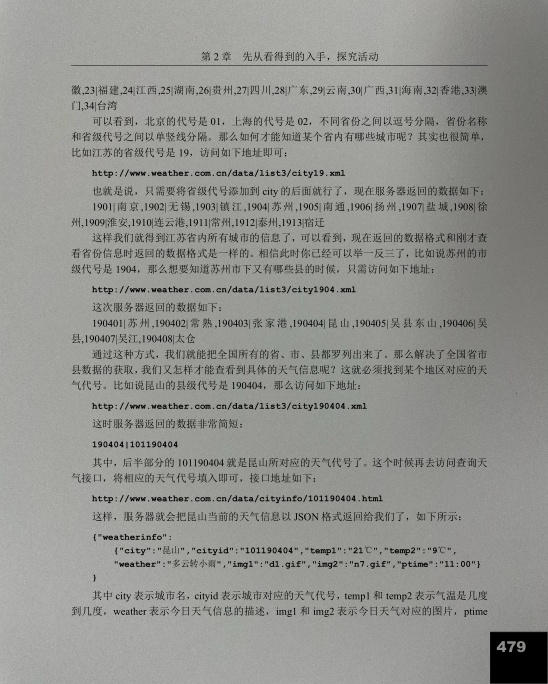 第 2 章 先从看得到的入手，探究活动
徽,23|福建,24|江西,25|湖南,26|贵州,27|四川,28|广东,29|云南,30|广西,31|海南,32|香港,33|澳
门,34|台湾
可以看到，北京的代号是 01，上海的代号是 02，不同省份之间以逗号分隔，省份名称
和省级代号之间以单竖线分隔。那么如何才能知道某个省内有哪些城市呢？其实也很简单，
比如江苏的省级代号是 19，访问如下地址即可：
http://www.weather.com.cn/data/list3/city19.xml
也就是说，只需要将省级代号添加到 city 的后面就行了，现在服务器返回的数据如下：
1901|南京,1902|无锡,1903|镇江,1904|苏州,1905|南通,1906|扬州,1907|盐城,1908|徐
州,1909|淮安,1910|连云港,1911|常州,1912|泰州,1913|宿迁
这样我们就得到江苏省内所有城市的信息了，可以看到，现在返回的数据格式和刚才查
看省份信息时返回的数据格式是一样的。相信此时你已经可以举一反三了，比如说苏州的市
级代号是 1904，那么想要知道苏州市下又有哪些县的时候，只需访问如下地址：
http://www.weather.com.cn/data/list3/city1904.xml
这次服务器返回的数据如下：
190401|苏州,190402|常熟,190403|张家港,190404|昆山,190405|吴县东山,190406|吴
县,190407|吴江,190408|太仓
通过这种方式，我们就能把全国所有的省、市、县都罗列出来了。那么解决了全国省市
县数据的获取，我们又怎样才能查看到具体的天气信息呢？这就必须找到某个地区对应的天
气代号。比如说昆山的县级代号是 190404，那么访问如下地址：
http://www.weather.com.cn/data/list3/city190404.xml
这时服务器返回的数据非常简短：
190404|101190404
其中，后半部分的 101190404 就是昆山所对应的天气代号了。这个时候再去访问查询天
气接口，将相应的天气代号填入即可，接口地址如下：
http://www.weather.com.cn/data/cityinfo/101190404.html
这样，服务器就会把昆山当前的天气信息以 JSON 格式返回给我们了，如下所示：
{"weatherinfo":
{"city":"昆山","cityid":"101190404","temp1":"21℃","temp2":"9℃",
"weather":"多云转小雨","img1":"d1.gif","img2":"n7.gif","ptime":"11:00"}
}
其中 city 表示城市名，cityid 表示城市对应的天气代号，temp1 和 temp2 表示气温是几度
到几度，weather 表示今日天气信息的描述，img1 和 img2 表示今日天气对应的图片，ptime
479